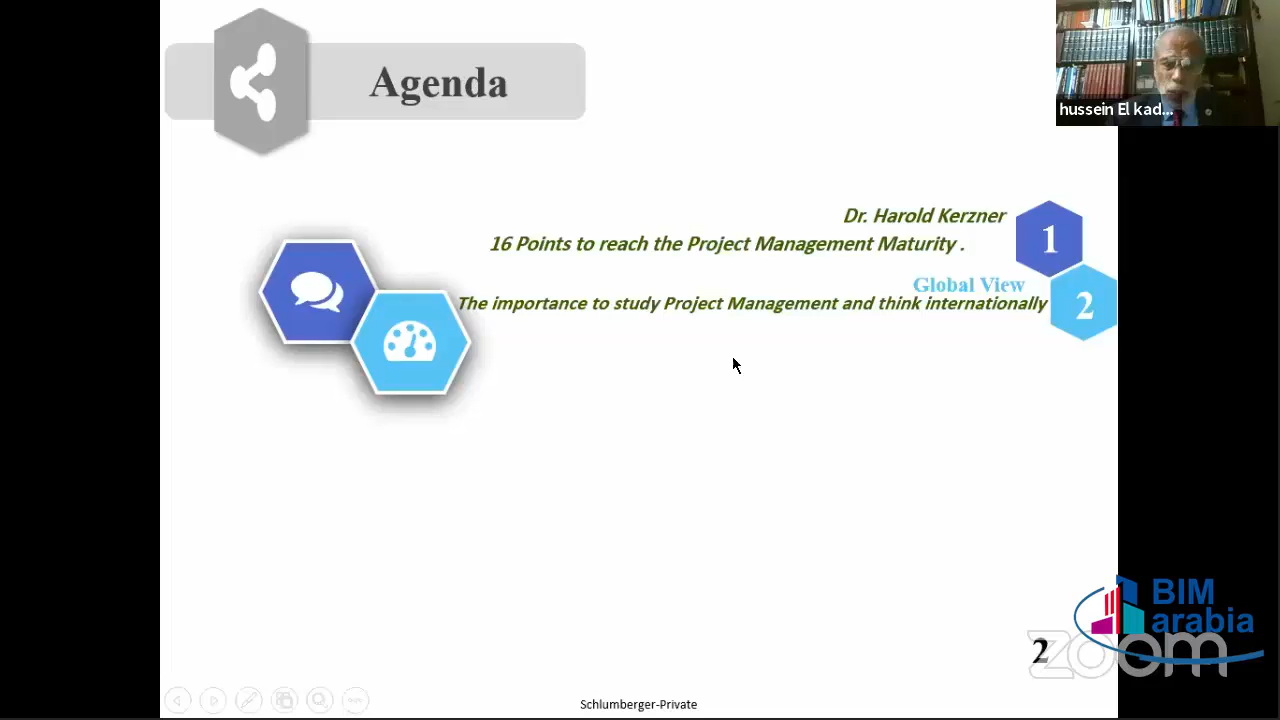 Agenda
hussein El kad...
Dr. Harold Kerzner
16 Points to reach the Project Management Maturity .
1
Global View
The importance to study Project Management and think internationally
2
BIM
arabia
zoom
2
Schlumberger-Private